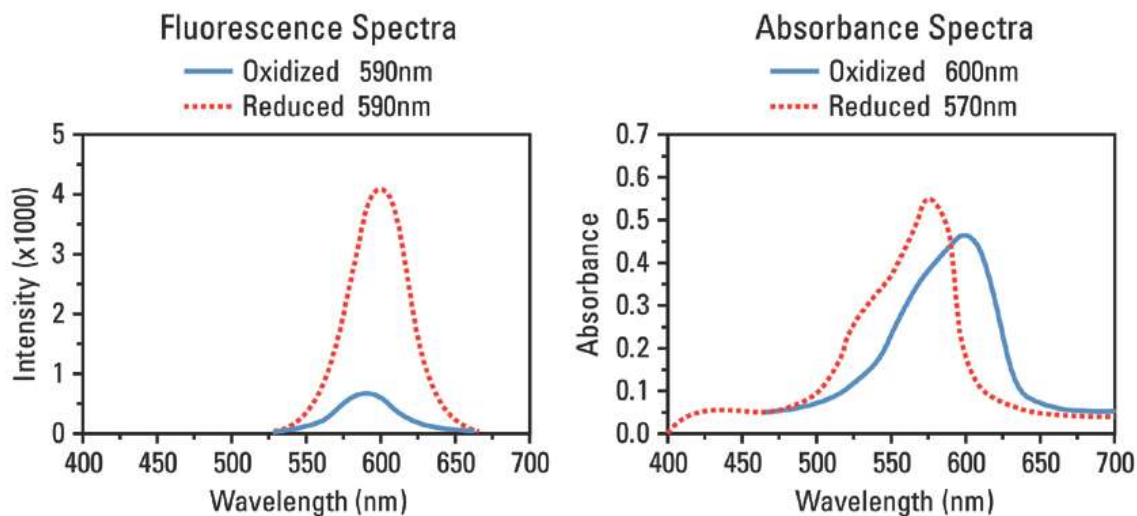 Fluorescence Spectra
Oxidized 590nm
Reduced 590nm
5
4
3
2
1
0
Intensity (x1000)
400 450 500 550 600 650 700
Wavelength (nm)
Absorbance Spectra
Oxidized 600nm
Reduced 570nm
0.7
0.6
0.5
0.4
0.3
0.2
0.1
0.0
Absorbance
400 450 500 550 600 650 700
Wavelength (nm)